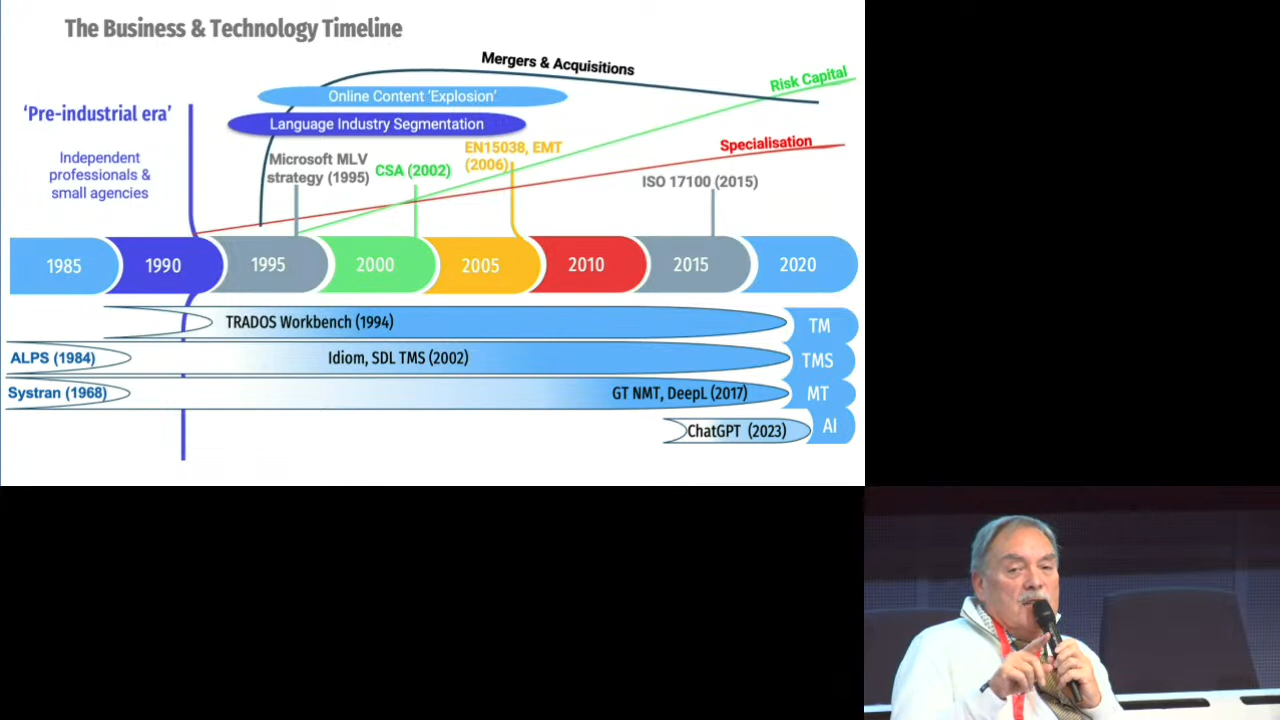 The Business & Technology Timeline
Mergers & Acquisitions
Risk Capital
Online Content ‘Explosion’
‘Pre-industrial era’
Language Industry Segmentation
Independent
professionals &
small agencies
Microsoft MLV
strategy (1995)
CSA (2002)
EN15038, EMT
(2006)
Specialisation
ISO 17100 (2015)
1985
1990
1995
2000
2005
2010
2015
2020
TRADOS Workbench (1994)
TM
ALPS (1984)
Idiom, SDL TMS (2002)
TMS
Systran (1968)
GT NMT, DeepL (2017)
MT
ChatGPT (2023)
AI